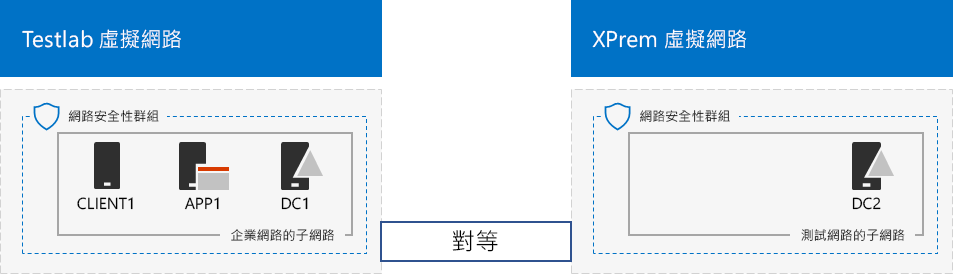 Testlab 虛擬網路
網路安全性群組
CLIENT1
APP1
DC1
企業網路的子網路
對等
XPrem 虛擬網路
網路安全性群組
DC2
測試網路的子網路